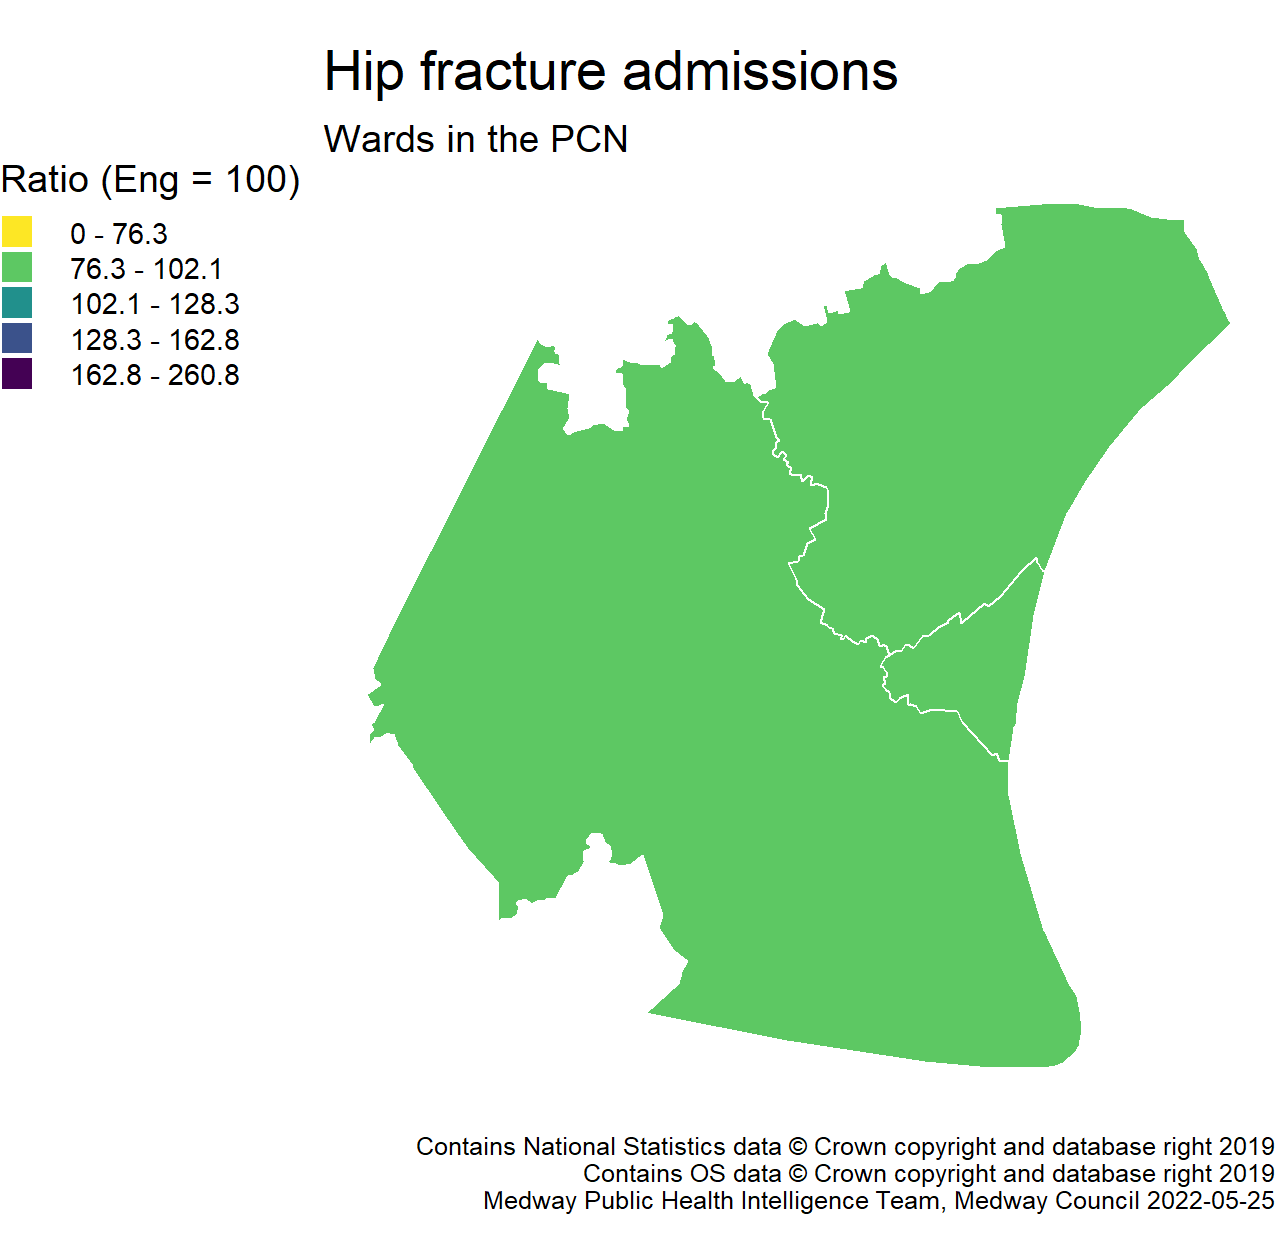 Hip fracture admissions
Wards in the PCN
Ratio (Eng = 100)
0 - 76.3
76.3 - 102.1
102.1 - 128.3
128.3 - 162.8
162.8 - 260.8
Contains National Statistics data © Crown copyright and database right 2019
Contains OS data © Crown copyright and database right 2019
Medway Public Health Intelligence Team, Medway Council 2022-05-25